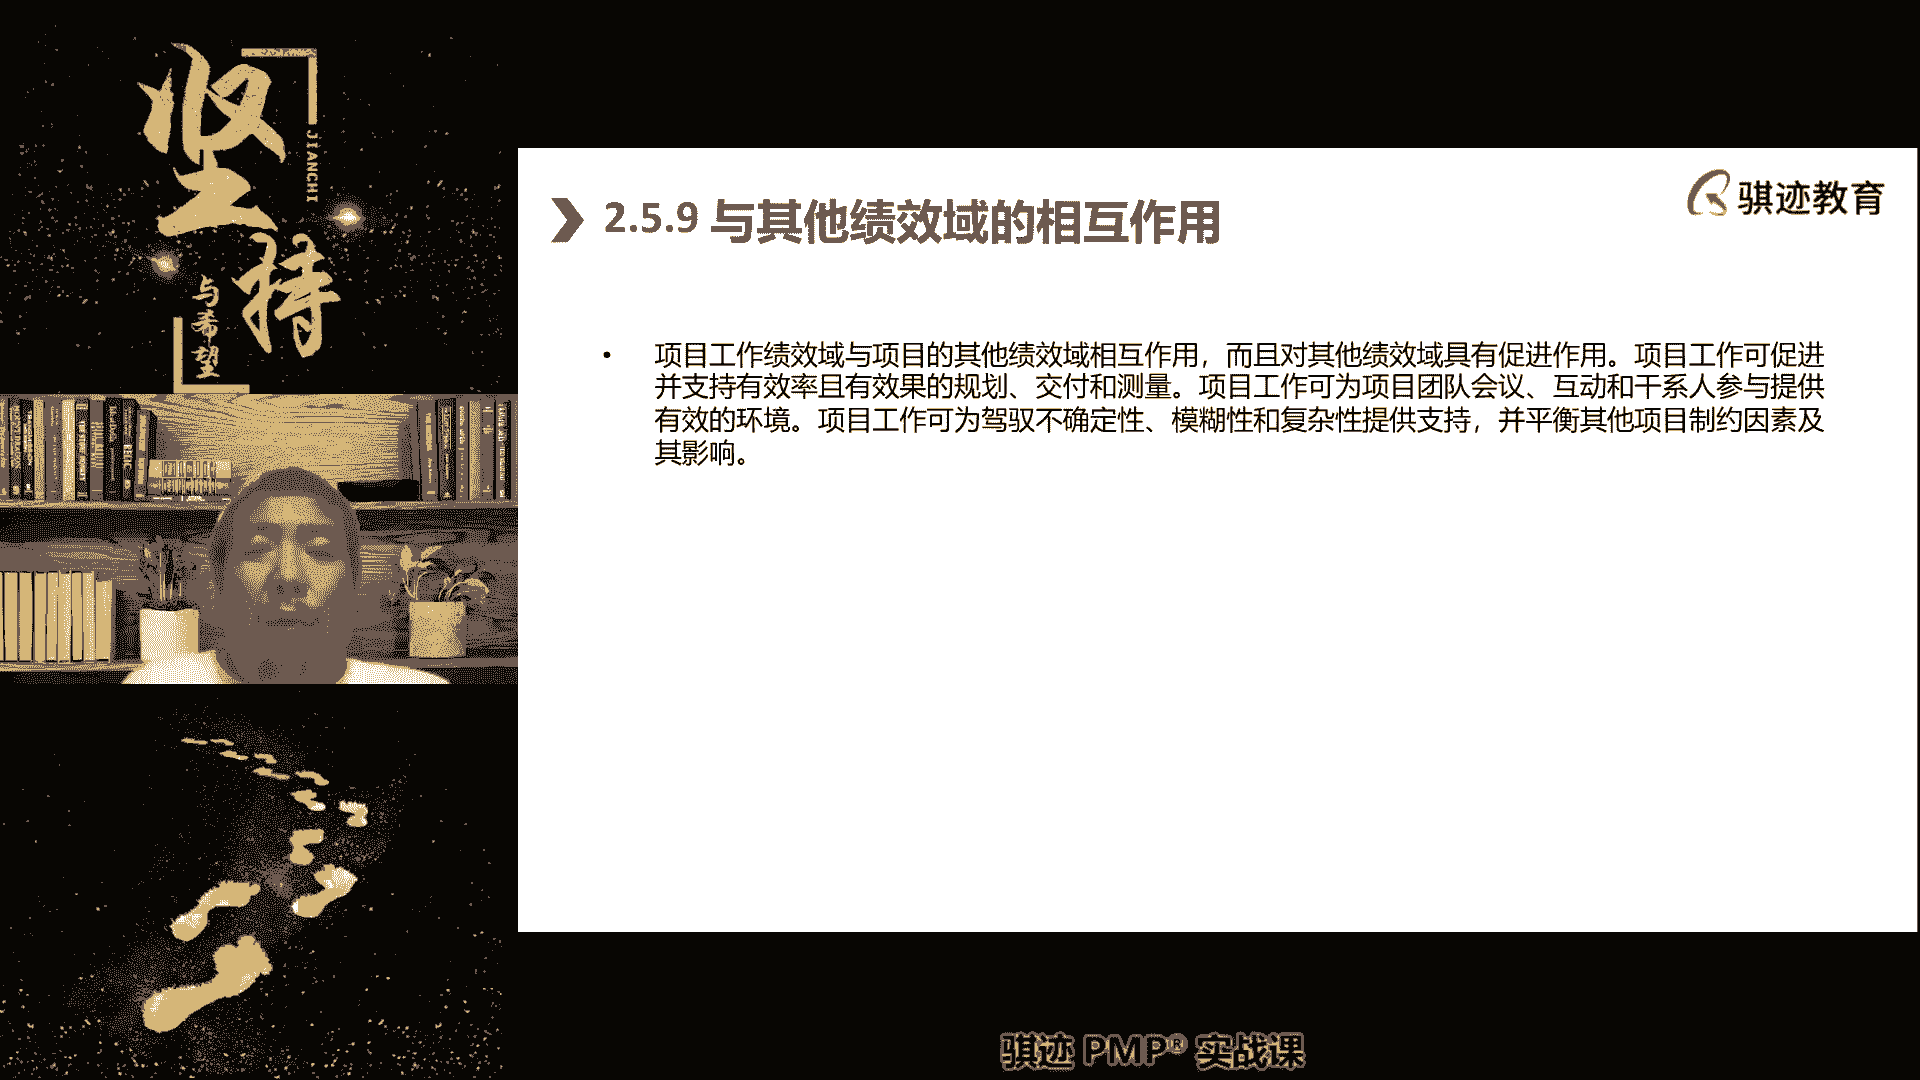 坚持
JIANCHI
与希望
骐迹教育
2.5.9 与其他绩效域的相互作用
• 项目工作绩效域与项目的其他绩效域相互作用，而且对其他绩效域具有促进作用。项目工作可促进
并支持有效率且有效果的规划、交付和测量。项目工作可为项目团队会议、互动和干系人参与提供
有效的环境。项目工作可为驾驭不确定性、模糊性和复杂性提供支持，并平衡其他项目制约因素及
其影响。
骐迹 PMP® 实战课